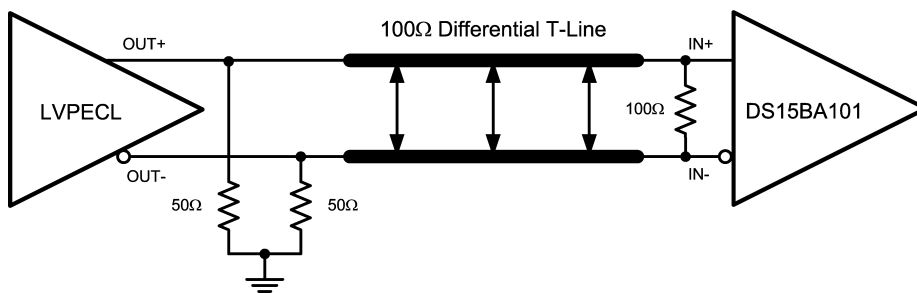 100Ω Differential T-Line
OUT+
IN+
LVPECL
100Ω
DS15BA101
OUT-
IN-
50Ω
50Ω